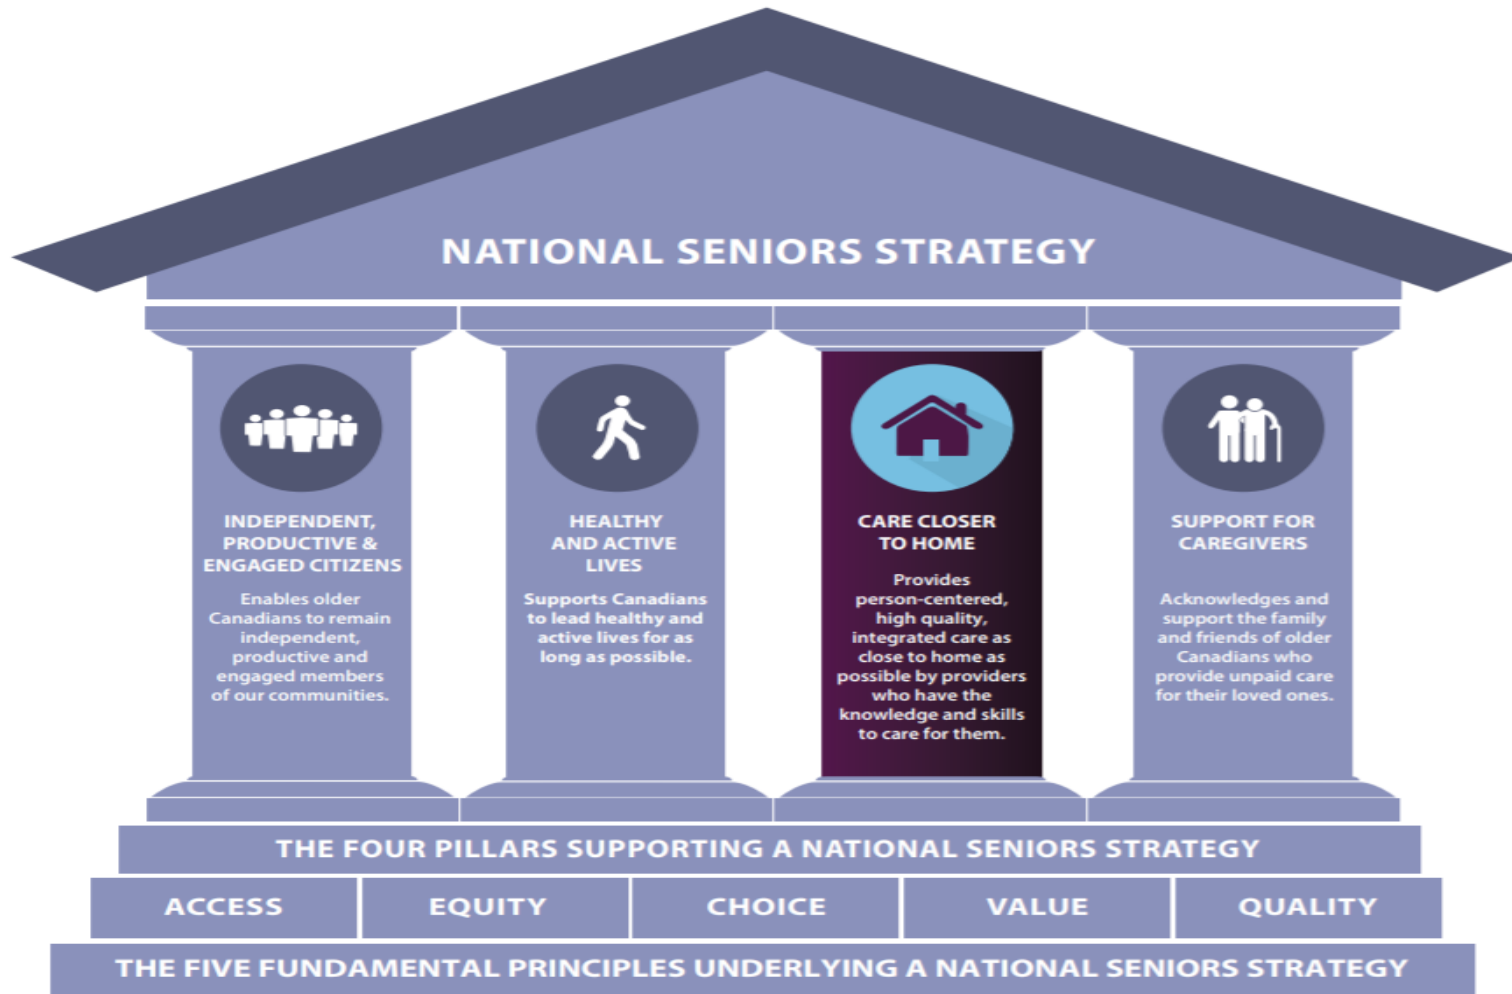 NATIONAL SENIORS STRATEGY
INDEPENDENT,
PRODUCTIVE &
ENGAGED CITIZENS
Enables older
Canadians to remain
independent,
productive and
engaged members
of our communities.
HEALTHY
AND ACTIVE
LIVES
Supports Canadians
to lead healthy and
active lives for as
long as possible.
CARE CLOSER
TO HOME
Provides
person-centered,
high quality,
integrated care as
close to home as
possible by providers
who have the
knowledge and skills
to care for them.
SUPPORT FOR
CAREGIVERS
Acknowledges and
support the family
and friends of older
Canadians who
provide unpaid care
for their loved ones.
THE FOUR PILLARS SUPPORTING A NATIONAL SENIORS STRATEGY
ACCESS EQUITY CHOICE VALUE QUALITY
THE FIVE FUNDAMENTAL PRINCIPLES UNDERLYING A NATIONAL SENIORS STRATEGY